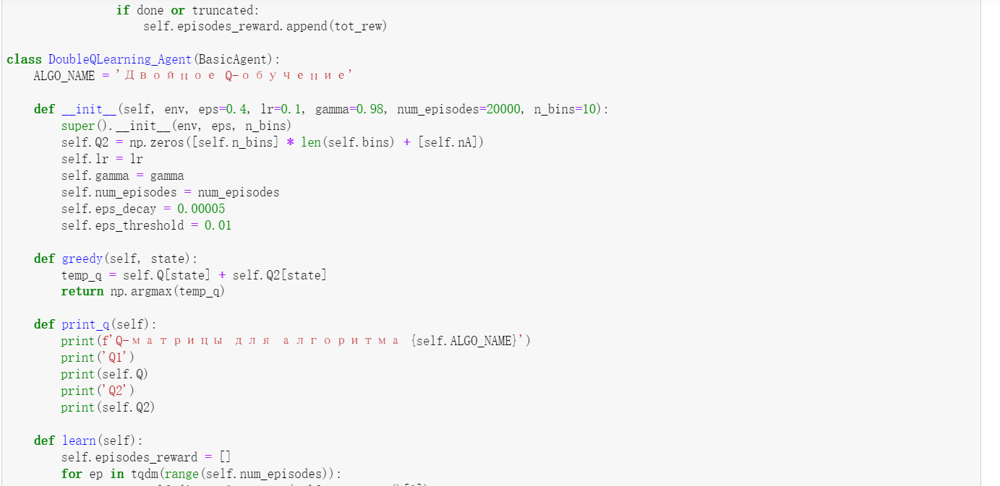 if done or truncated:
                    self.episodes_reward.append(tot_rew)

class DoubleQLearning_Agent(BasicAgent):
    ALGO_NAME = 'Двойное Q-обучение'

    def __init__(self, env, eps=0.4, lr=0.1, gamma=0.98, num_episodes=20000, n_bins=10):
        super().__init__(env, eps, n_bins)
        self.Q2 = np.zeros([self.n_bins] * len(self.bins) + [self.nA])
        self.lr = lr
        self.gamma = gamma
        self.num_episodes = num_episodes
        self.eps_decay = 0.00005
        self.eps_threshold = 0.01

    def greedy(self, state):
        temp_q = self.Q[state] + self.Q2[state]
        return np.argmax(temp_q)

    def print_q(self):
        print(f'Q-матрицы для алгоритма {self.ALGO_NAME}')
        print('Q1')
        print(self.Q)
        print('Q2')
        print(self.Q2)

    def learn(self):
        self.episodes_reward = []
        for ep in tqdm(range(self.num_episodes)):